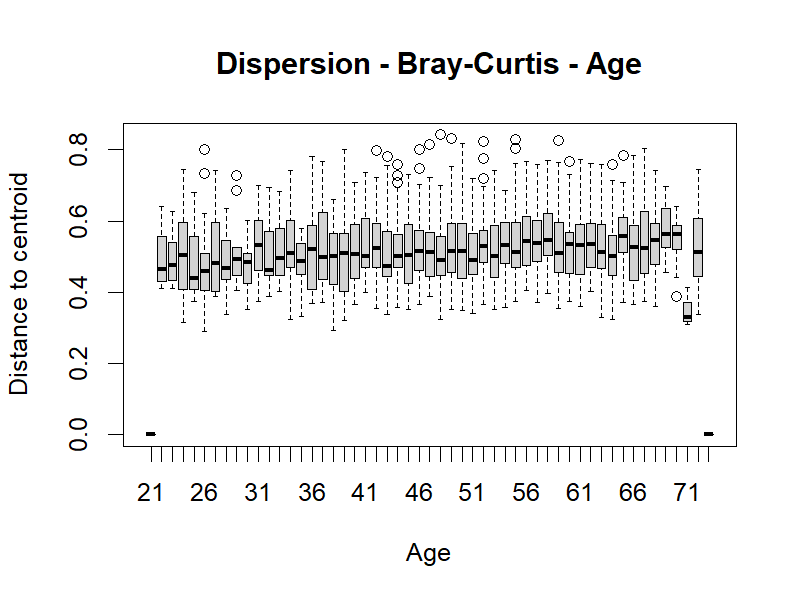 Dispersion - Bray-Curtis - Age
Distance to centroid
0.8
0.6
0.4
0.2
0.0
21 26 31 36 41 46 51 56 61 66 71
Age